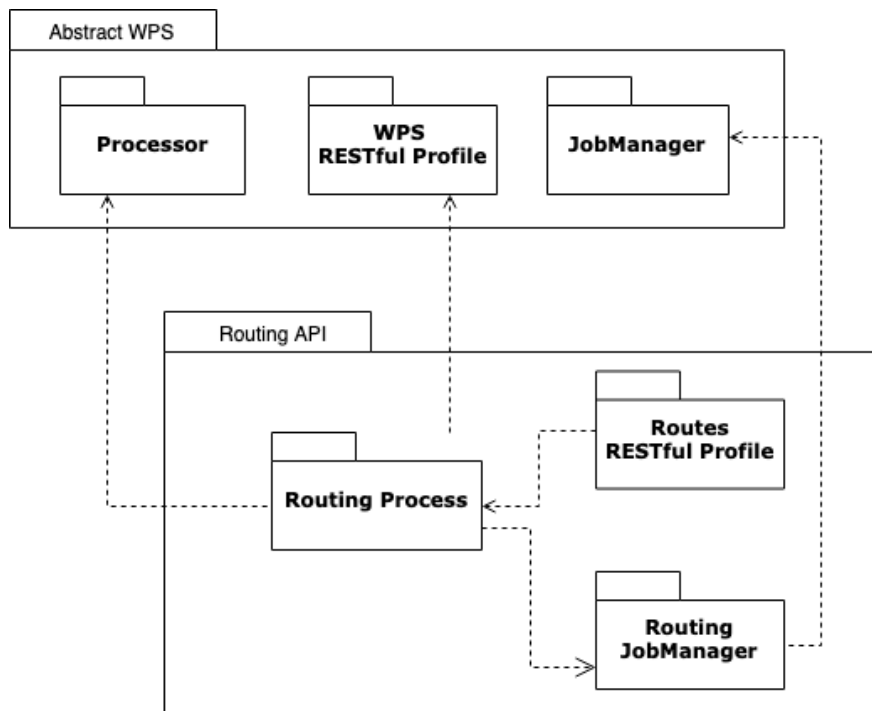 Abstract WPS
Processor
WPS
RESTful Profile
JobManager
Routing API
Routes
RESTful Profile
Routing Process
Routing
JobManager